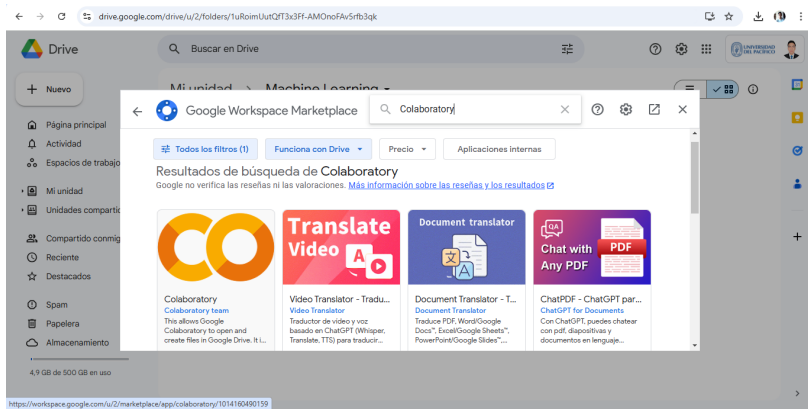 drive.google.com/drive/u/2/folders/1uRoimUutQfT3x3Ff-AMOnoFAv5rfb3qk
Drive
Buscar en Drive
UNIVERSIDAD
DEL PACÍFICO
Nuevo
Mi unidad > Machine Learning
Google Workspace Marketplace
Colaboratory
Página principal
Actividad
Espacios de trabajo
Mi unidad
Unidades compartic
Compartido conmig
Reciente
Destacados
Spam
Papelera
Almacenamiento
4,9 GB de 500 GB en uso
Todos los filtros (1)
Funciona con Drive
Precio
Aplicaciones internas
Resultados de búsqueda de Colaboratory
Google no verifica las reseñas ni las valoraciones. Más información sobre las reseñas y los resultados
Colaboratory
Colaboratory team
This allows Google
Colaboratory to open and
create files in Google Drive. It i...
Translate
Video
A
Video Translator - Tradu...
Video Translator
Traductor de video y voz
basado en ChatGPT (Whisper,
Translate, TTS) para traducir...
Document translator
文
A
Document Translator - T...
Document Translator
Traduce PDF, Word/Google
Docs™, Excel/Google Sheets™,
PowerPoint/Google Slides™,...
QA
Chat with
Any PDF
PDF
ChatPDF - ChatGPT par...
ChatGPT for Documents
Con ChatGPT, puedes chatear
con pdf, diapositivas y
documentos en lenguaje...
https://workspace.google.com/u/2/marketplace/app/colaboratory/1014160490159